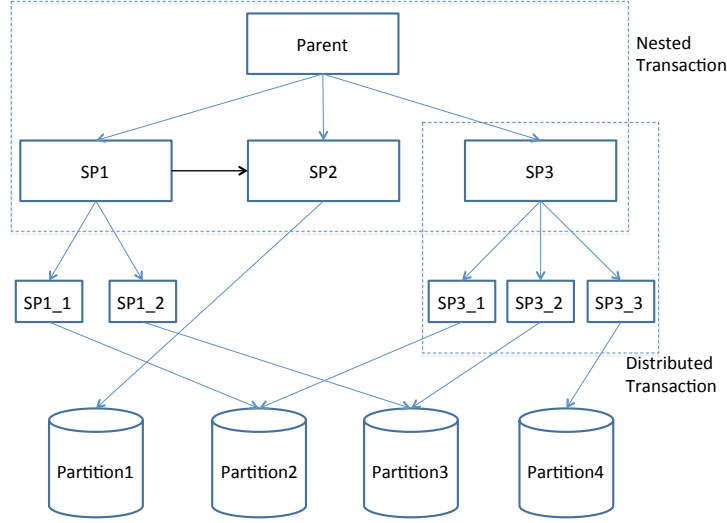 Parent
Nested
Transaction
SP1
SP2
SP3
SP1_1
SP1_2
SP3_1
SP3_2
SP3_3
Distributed
Transaction
Partition1
Partition2
Partition3
Partition4